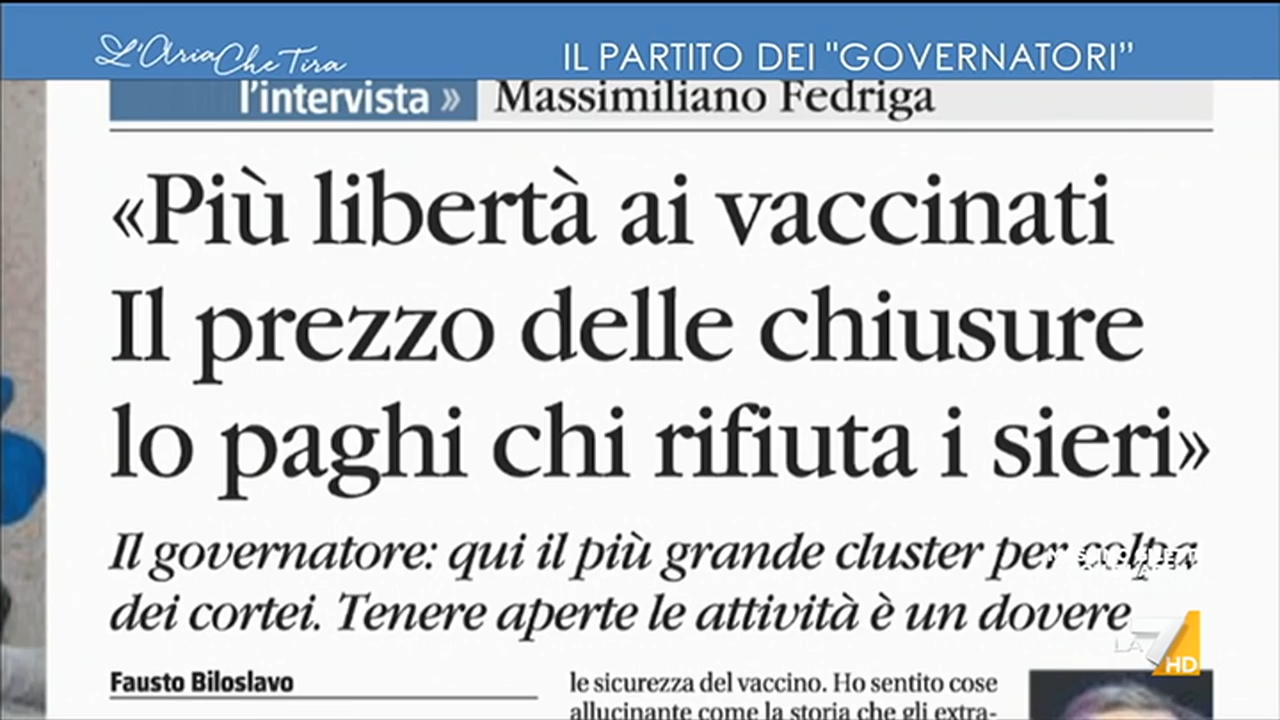 L'Aria Che Tira
IL PARTITO DEI "GOVERNATORI"
l'intervista » Massimiliano Fedriga
«Più libertà ai vaccinati
Il prezzo delle chiusure
lo paghi chi rifiuta i sieri»
Il governatore: qui il più grande cluster per colpa
dei cortei. Tenere aperte le attività è un dovere
LA7 HD
Fausto Biloslavo
le sicurezza del vaccino. Ho sentito cose
allucinante come la storia che gli extra-